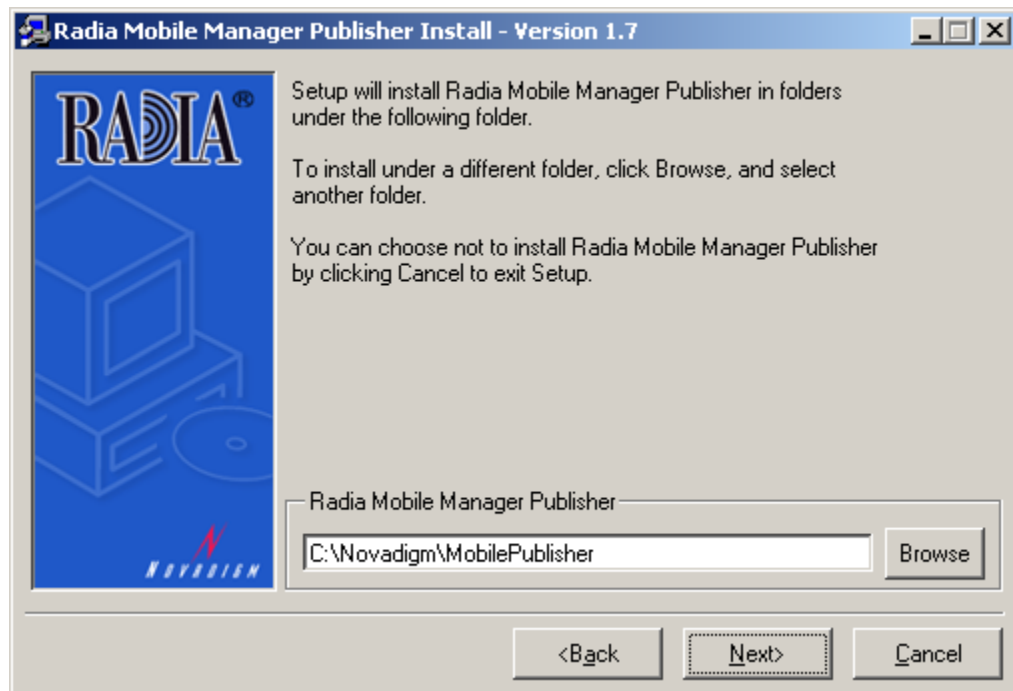 Radia Mobile Manager Publisher Install - Version 1.7
RADIA®
Setup will install Radia Mobile Manager Publisher in folders
under the following folder.
To install under a different folder, click Browse, and select
another folder.
You can choose not to install Radia Mobile Manager Publisher
by clicking Cancel to exit Setup.
Radia Mobile Manager Publisher
C:\Novadigm\MobilePublisher
Browse
NOVADIGM
<Back
Next>
Cancel